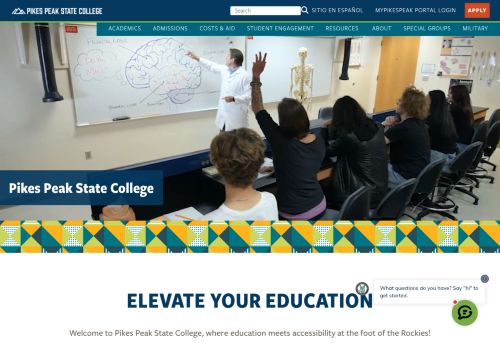 PIKES PEAK STATE COLLEGE
Search
SITIO EN ESPAÑOL
MYPIKESPEAK PORTAL LOGIN
APPLY
ACADEMICS ADMISSIONS COSTS & AID STUDENT ENGAGEMENT RESOURCES ABOUT SPECIAL GROUPS MILITARY
Pikes Peak State College
ELEVATE YOUR EDUCATION
What questions do you have? Say "hi" to
get started.
Welcome to Pikes Peak State College, where education meets accessibility at the foot of the Rockies!